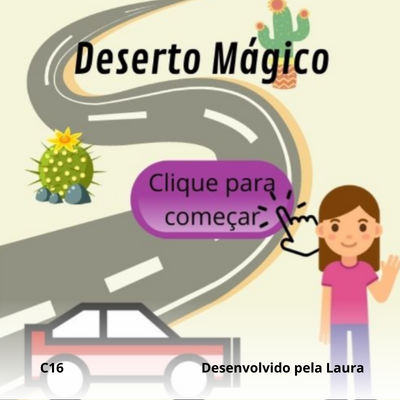 Deserto Mágico
Clique para
começar
C16
Desenvolvido pela Laura